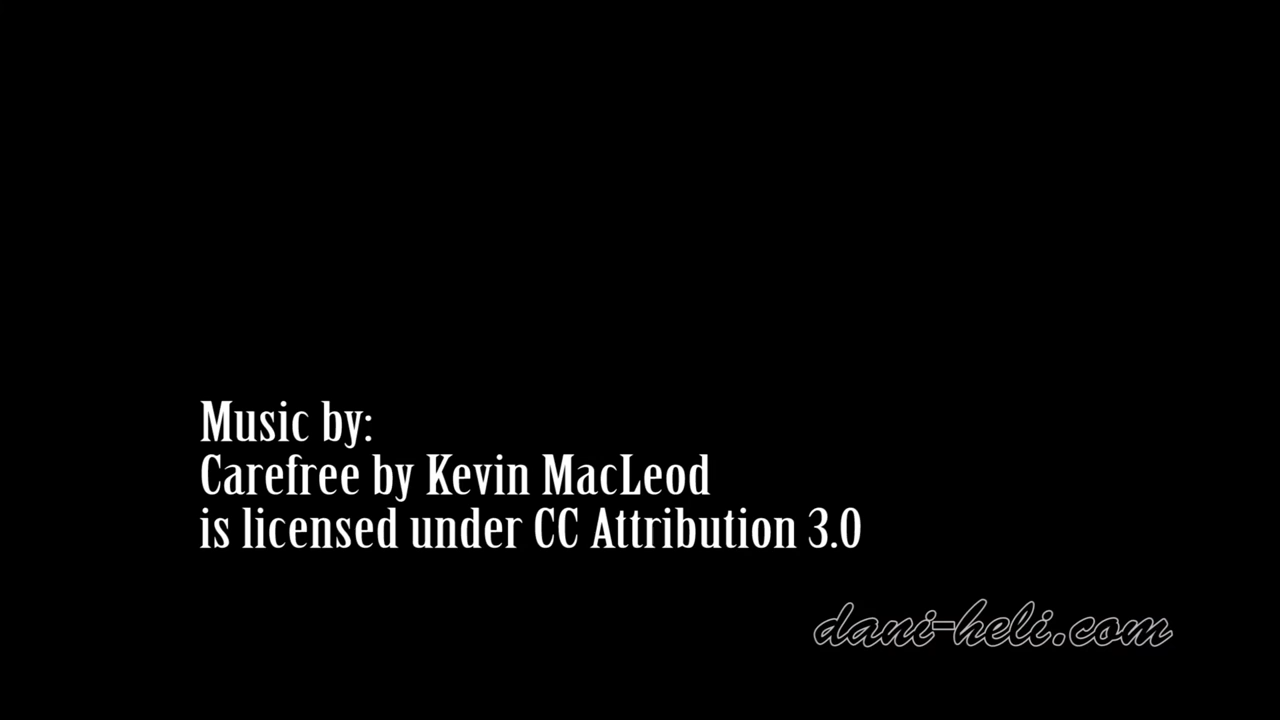 Music by:
Carefree by Kevin MacLeod
is licensed under CC Attribution 3.0
dani-heli.com